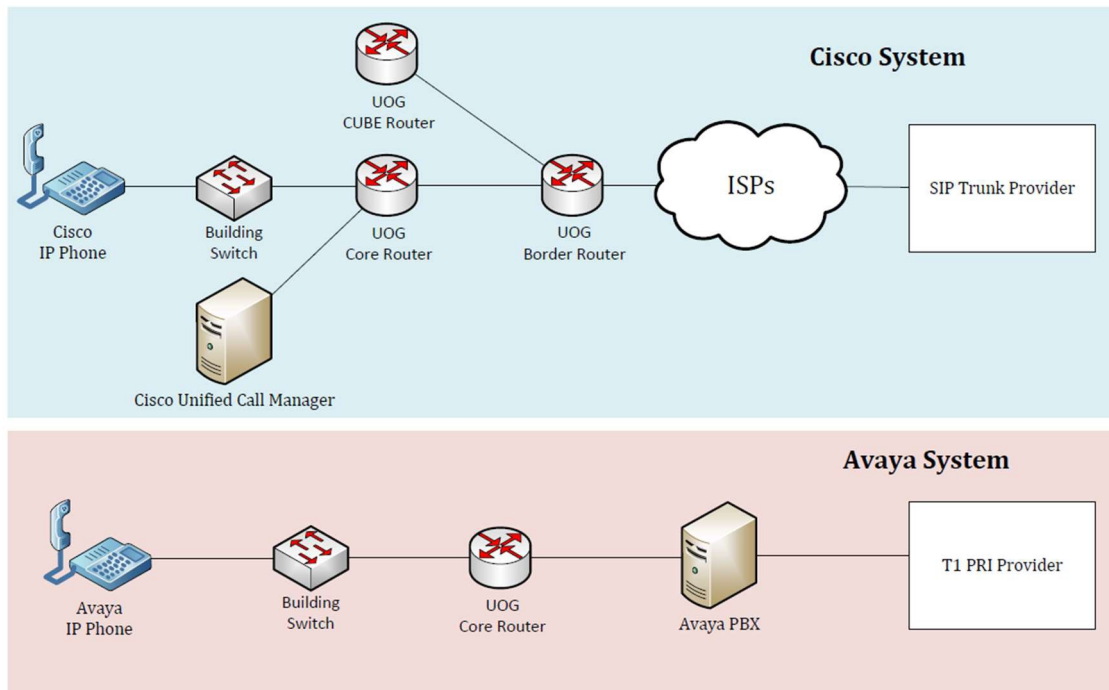 Cisco System
UOG
CUBE Router
Cisco
IP Phone
Building
Switch
UOG
Core Router
UOG
Border Router
ISPs
SIP Trunk Provider
Cisco Unified Call Manager
Avaya System
Avaya
IP Phone
Building
Switch
UOG
Core Router
Avaya PBX
T1 PRI Provider